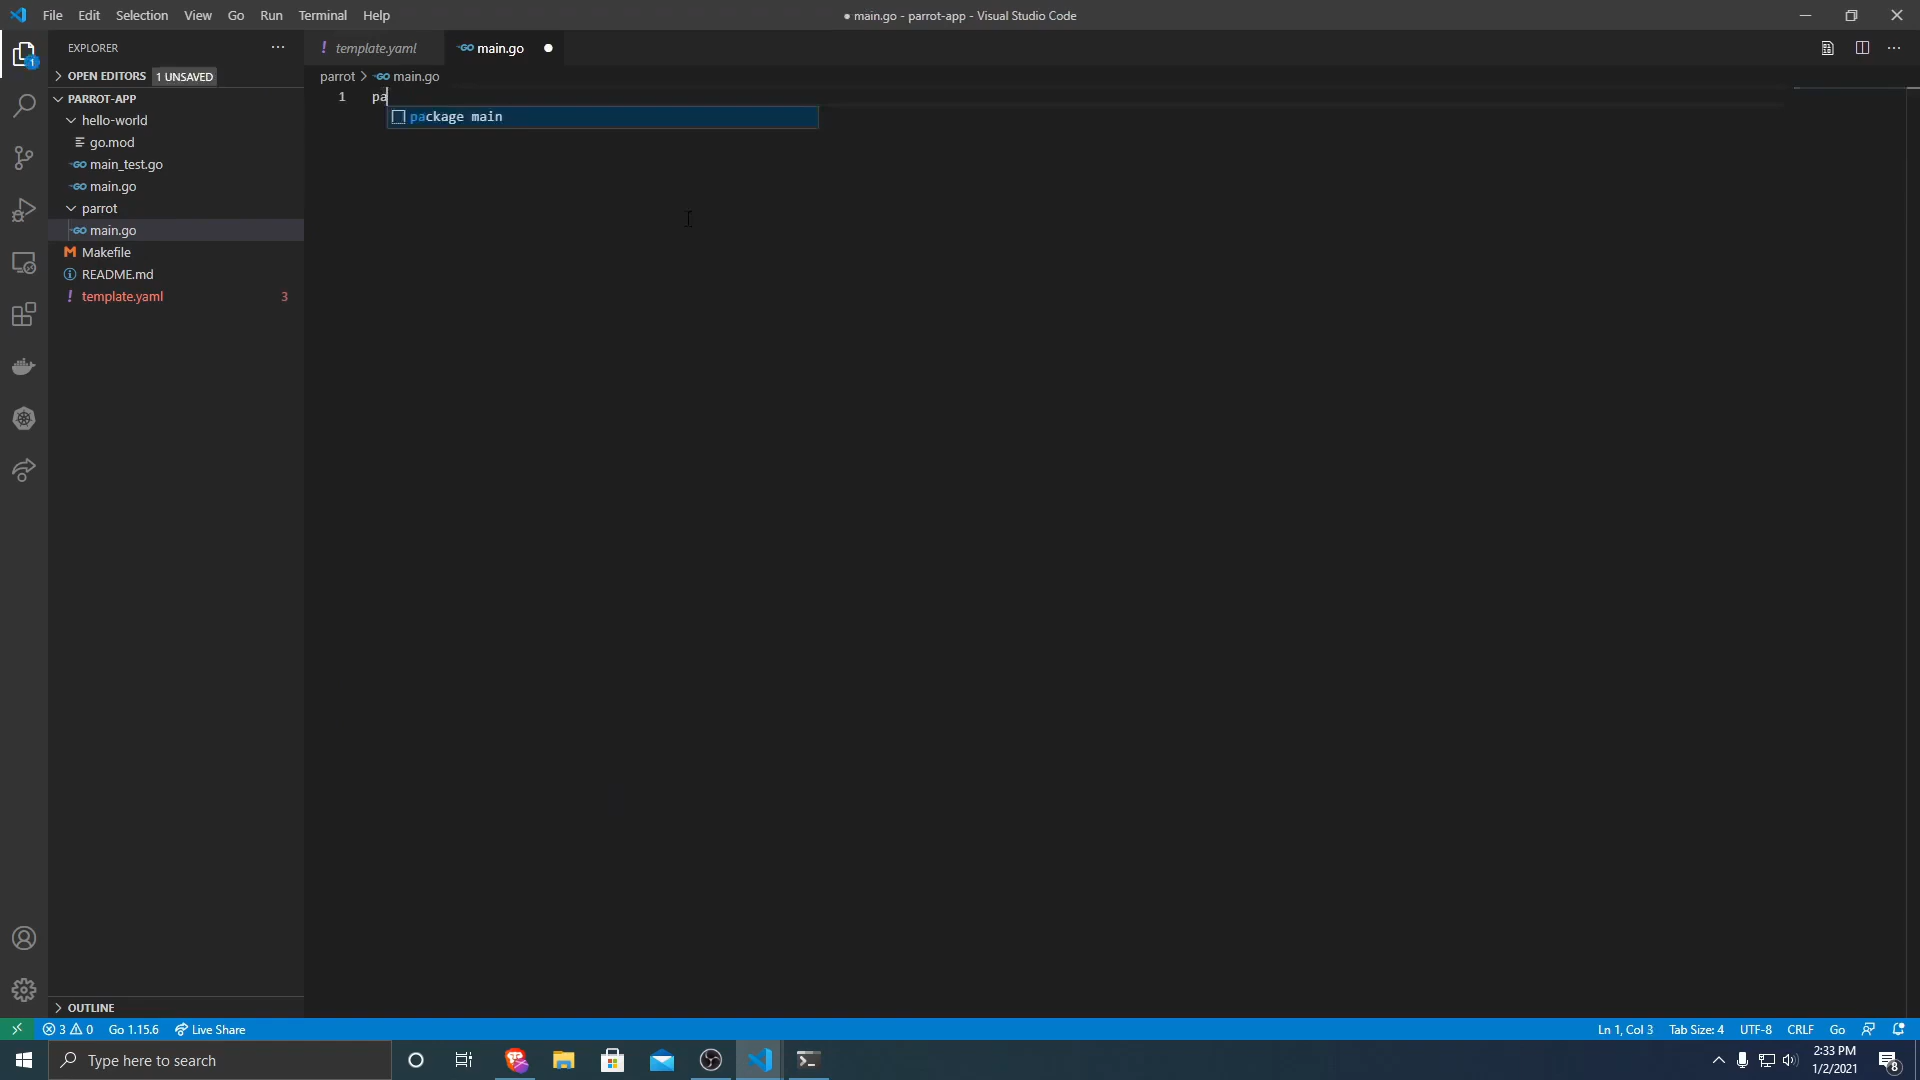 File Edit Selection View Go Run Terminal Help
● main.go - parrot-app - Visual Studio Code
EXPLORER
template.yaml
main.go
OPEN EDITORS 1 UNSAVED
parrot > main.go
PARROT-APP
1 pa
package main
hello-world
go.mod
main_test.go
main.go
parrot
main.go
Makefile
README.md
template.yaml 3
OUTLINE
3 0 Go 1.15.6 Live Share
Ln 1, Col 3 Tab Size: 4 UTF-8 CRLF Go
Type here to search
2:33 PM
1/2/2021
8
1